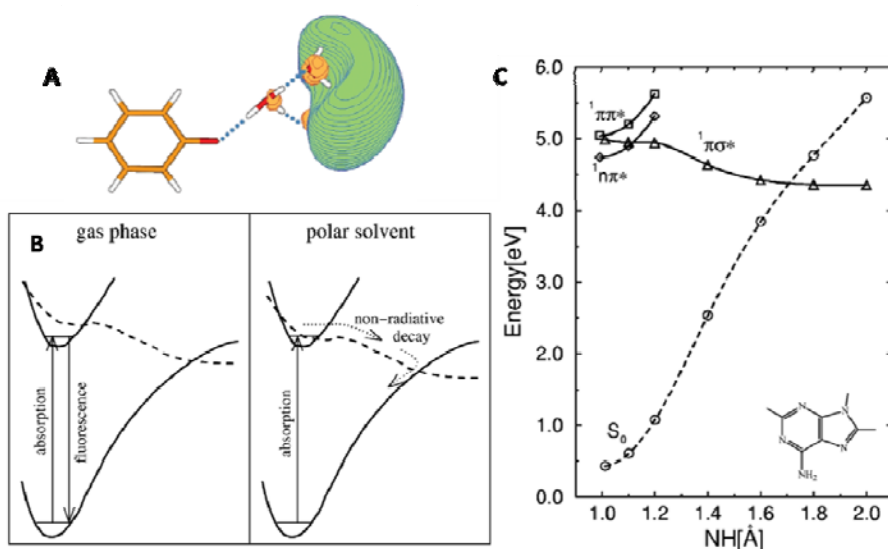 A
B
gas phase
polar solvent
absorption
fluorescence
absorption
non-radiative
decay
C
6.0
5.0
4.0
3.0
2.0
1.0
0.0
Energy[eV]
¹ππ*
¹nπ*
¹πσ*
S₀
N
N
N
N
NH₂
1.0 1.2 1.4 1.6 1.8 2.0
NH[Å]